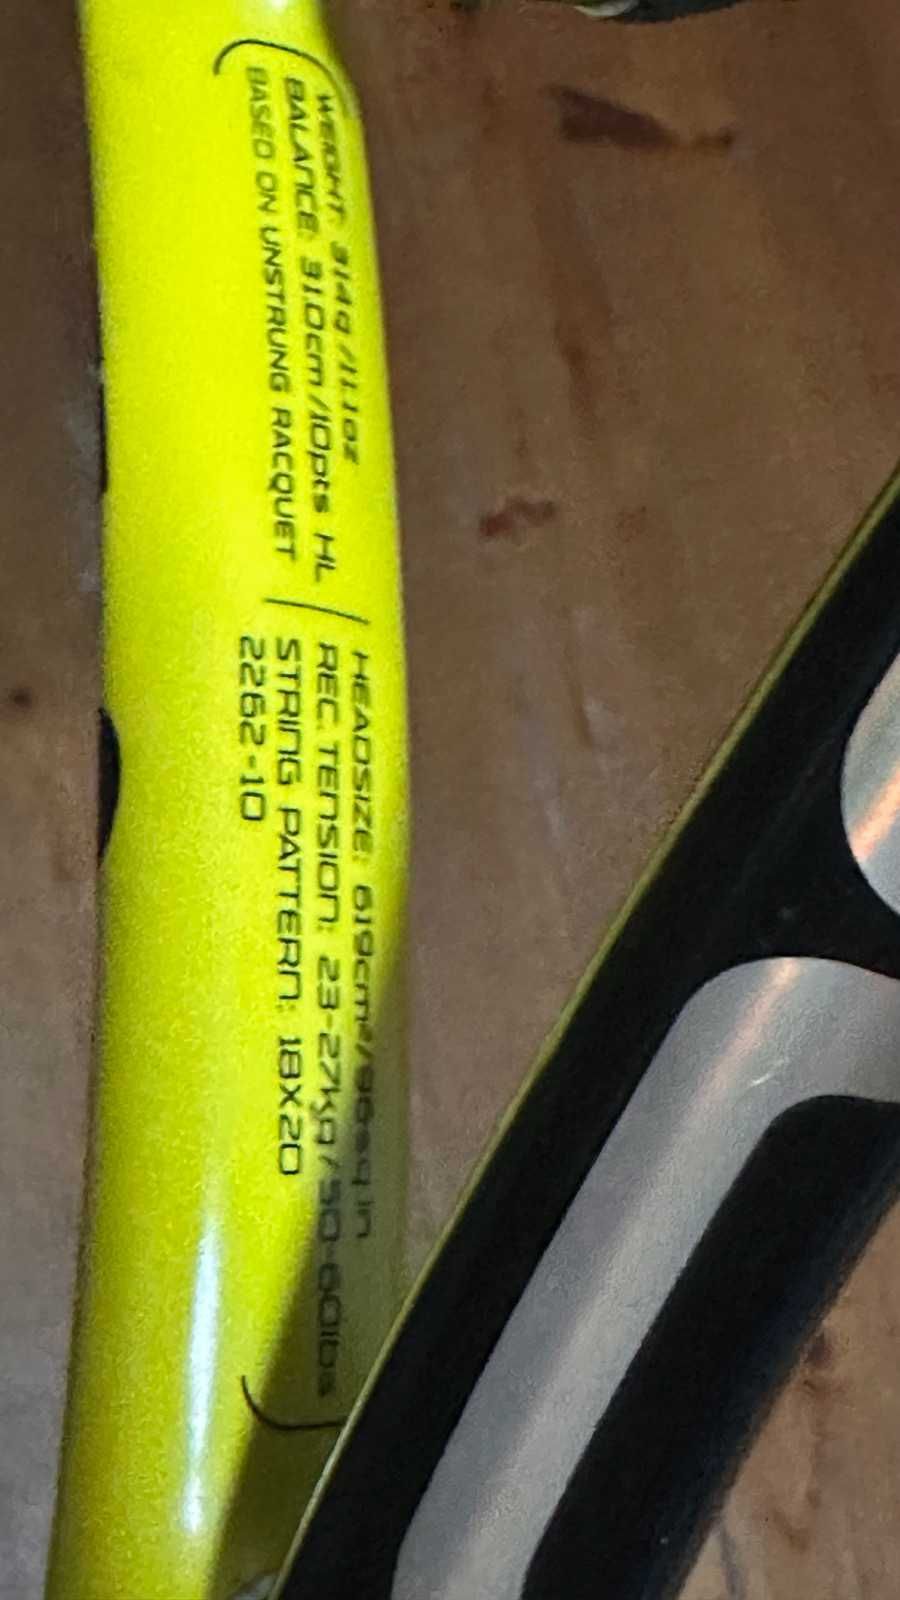 WEIGHT: 314g / 11.1oz
BALANCE: 31.0cm / 10pts HL
BASED ON UNSTRUNG RACQUET
HEADSIZE: 619cm² / 96sq.in
REC. TENSION: 23-27kg / 50-60lbs
STRING PATTERN: 18X20
2262-10